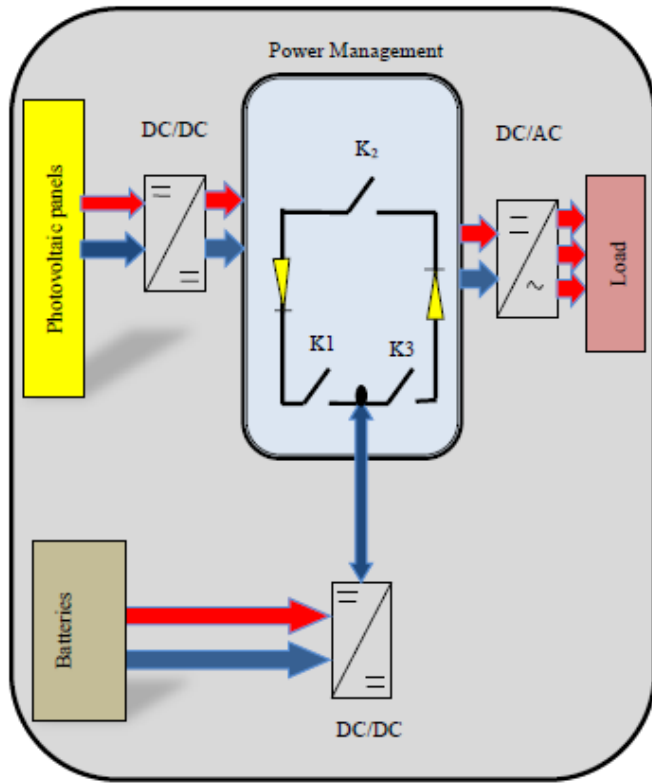 Power Management
DC/DC
DC/AC
K₂
Photovoltaic panels
Load
~
K1
K3
Batteries
DC/DC